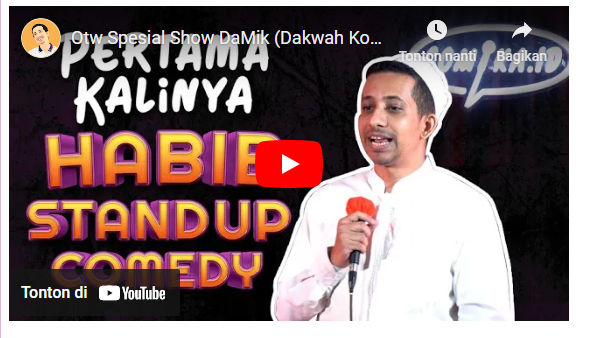 Otw Spesial Show DaMik (Dakwah Ko...
Tonton nanti
Bagikan
PERTAMA
KALINYA
HABIB
STANDUP
COMEDY
Tonton di YouTube